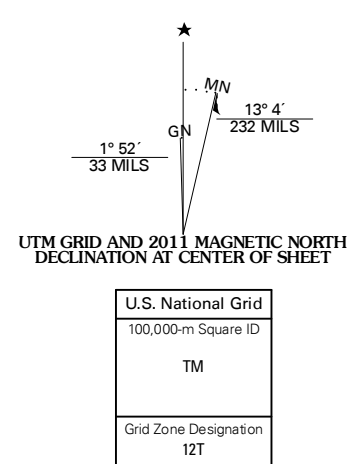 MN
GN
13° 4´
232 MILS
1° 52´
33 MILS
UTM GRID AND 2011 MAGNETIC NORTH
DECLINATION AT CENTER OF SHEET
U.S. National Grid
100,000-m Square ID
TM
Grid Zone Designation
12T